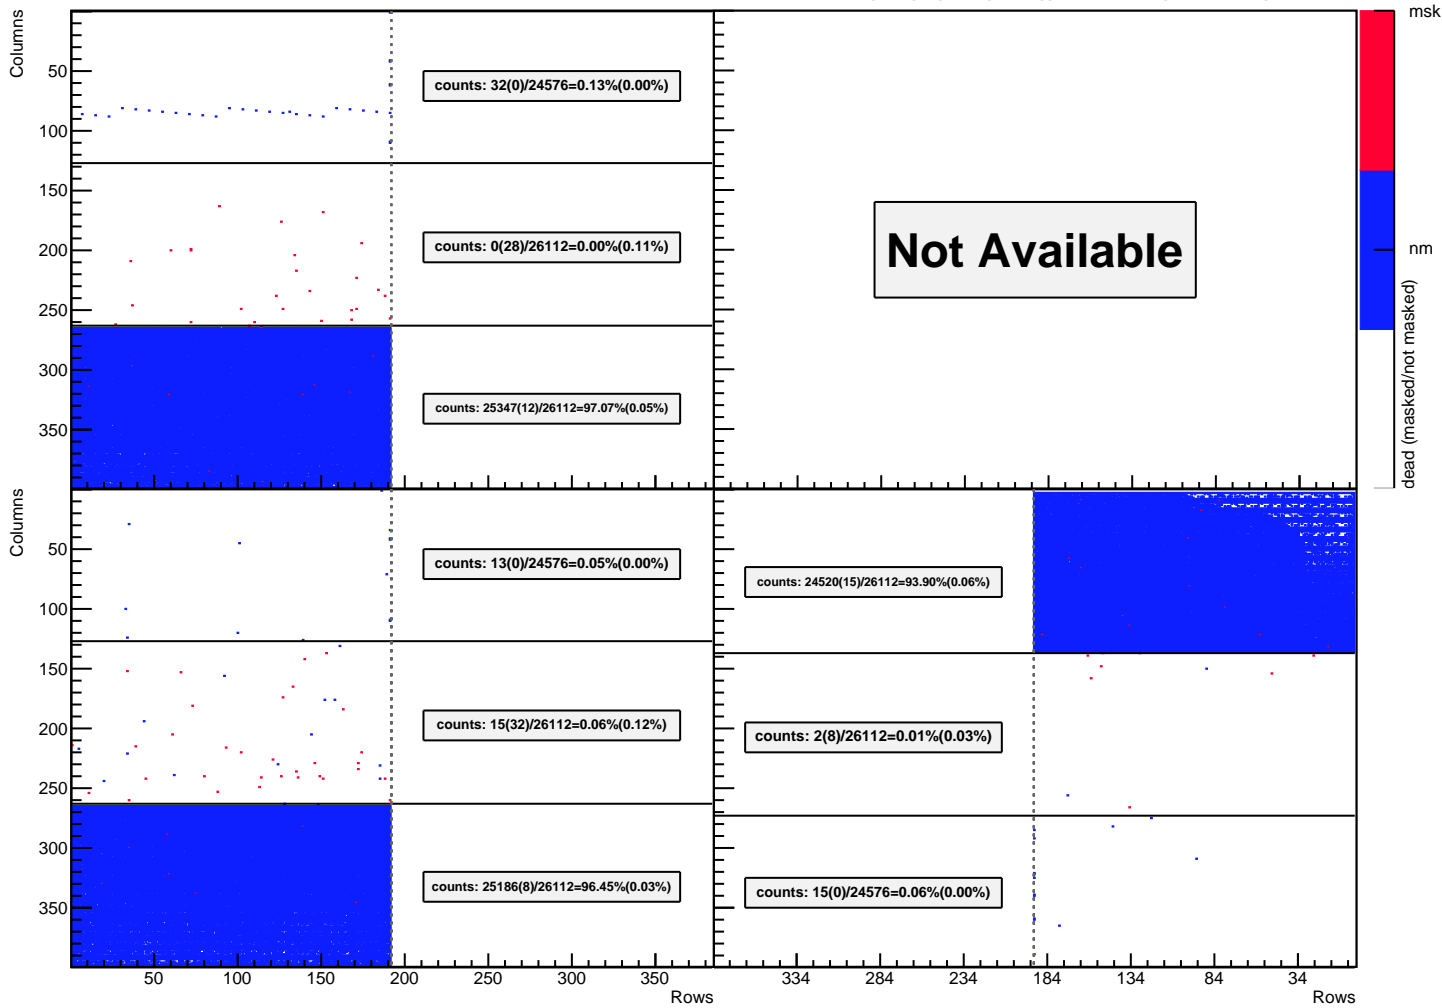 msk
nm
dead (masked/not masked)
Columns
50
100
150
200
250
300
350
counts: 32(0)/24576=0.13%(0.00%)
counts: 0(28)/26112=0.00%(0.11%)
counts: 25347(12)/26112=97.07%(0.05%)
Not Available
Columns
50
100
150
200
250
300
350
counts: 13(0)/24576=0.05%(0.00%)
counts: 15(32)/26112=0.06%(0.12%)
counts: 25186(8)/26112=96.45%(0.03%)
counts: 24520(15)/26112=93.90%(0.06%)
counts: 2(8)/26112=0.01%(0.03%)
counts: 15(0)/24576=0.06%(0.00%)
50 100 150 200 250 300 350
Rows
334 284 234 184 134 84 34
Rows